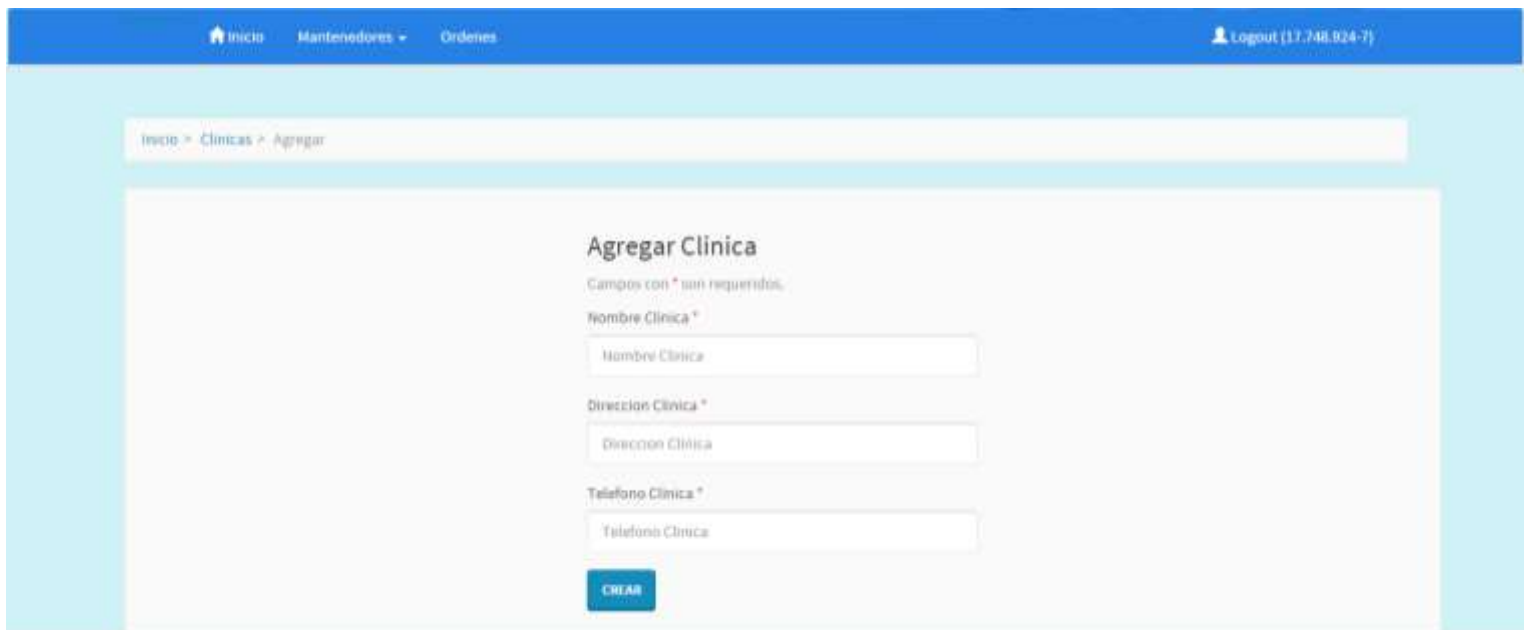 Inicio Mantenedores Ordenes Logout (17.748.924-7)
Inicio > Clinicas > Agregar
Agregar Clinica
Campos con * son requeridos.
Nombre Clinica *
Nombre Clinica
Direccion Clinica *
Direccion Clinica
Telefono Clinica *
Telefono Clinica
CREAR